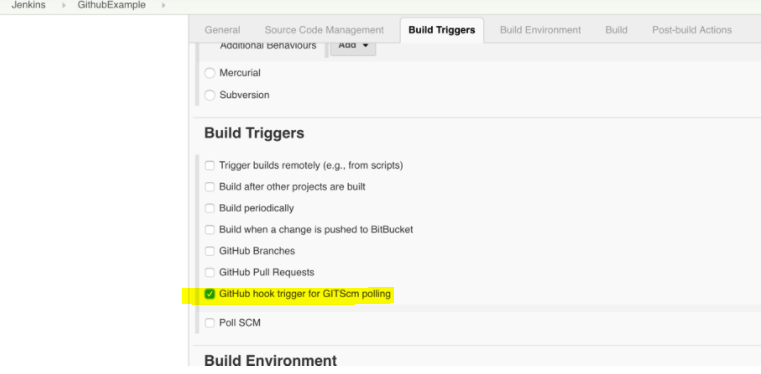 Jenkins GithubExample
General Source Code Management Build Triggers Build Environment Build Post-build Actions
Additional Behaviours Add
Mercurial
Subversion
Build Triggers
Trigger builds remotely (e.g., from scripts)
Build after other projects are built
Build periodically
Build when a change is pushed to BitBucket
GitHub Branches
GitHub Pull Requests
GitHub hook trigger for GITScm polling
Poll SCM
Build Environment